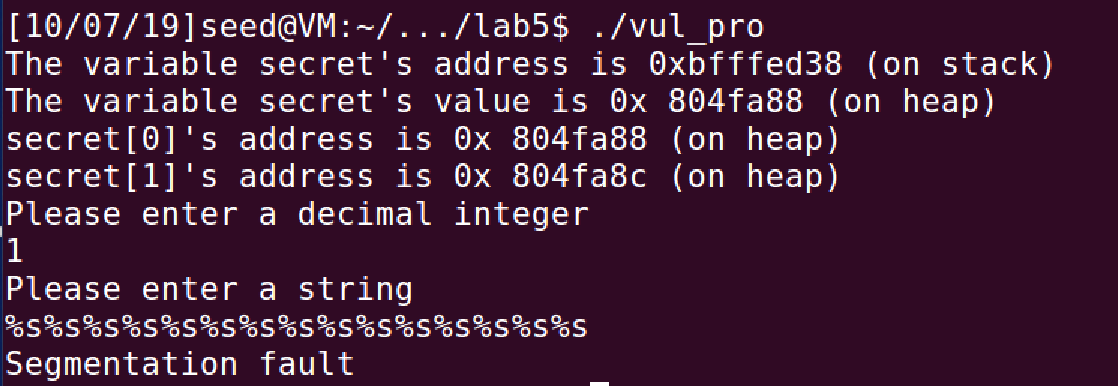 [10/07/19]seed@VM:~/.../lab5$ ./vul_pro
The variable secret's address is 0xbfffed38 (on stack)
The variable secret's value is 0x 804fa88 (on heap)
secret[0]'s address is 0x 804fa88 (on heap)
secret[1]'s address is 0x 804fa8c (on heap)
Please enter a decimal integer
1
Please enter a string
%s%s%s%s%s%s%s%s%s%s%s%s%s%s%s
Segmentation fault